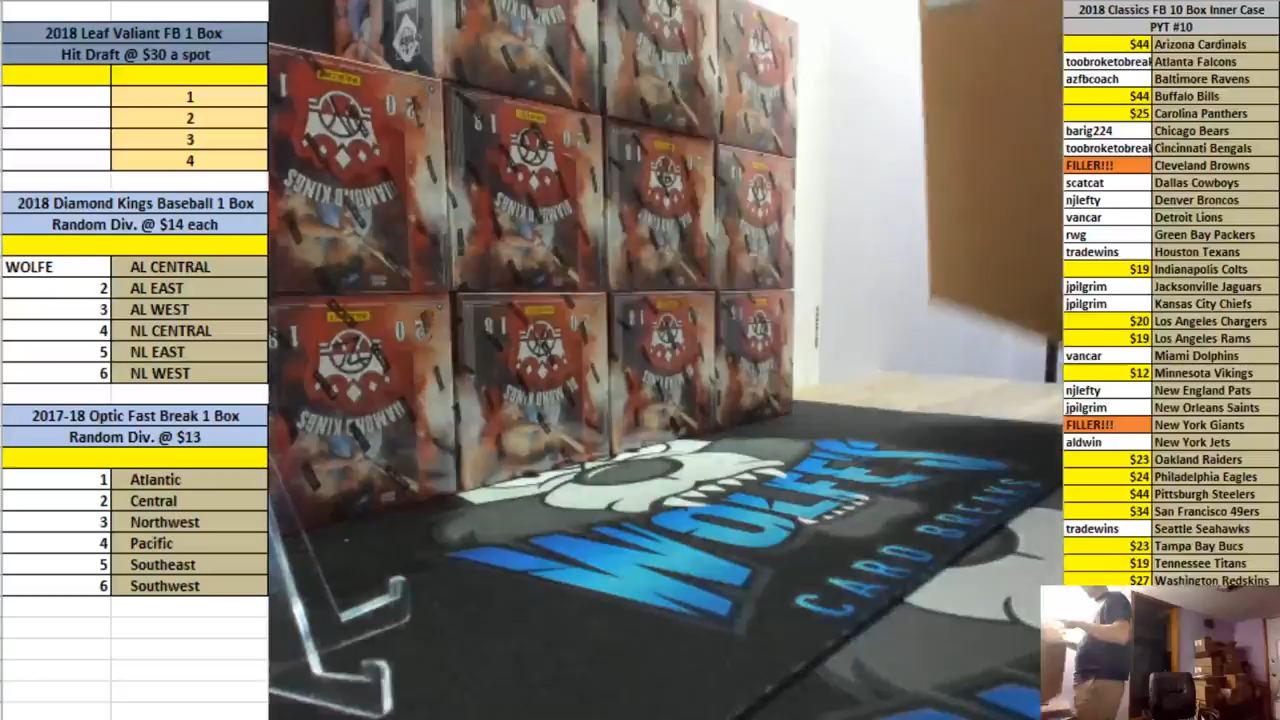 2018 Leaf Valiant FB 1 Box
Hit Draft @ $30 a spot
1
2
3
4
2018 Diamond Kings Baseball 1 Box
Random Div. @ $14 each
WOLFE AL CENTRAL
2 AL EAST
3 AL WEST
4 NL CENTRAL
5 NL EAST
6 NL WEST
2017-18 Optic Fast Break 1 Box
Random Div. @ $13
1 Atlantic
2 Central
3 Northwest
4 Pacific
5 Southeast
6 Southwest
DIAMOND KINGS
DIAMOND KINGS
DIAMOND KINGS
DIAMOND KINGS
DIAMOND KINGS
WOLFE'S
CARD BREAKS
2018 Classics FB 10 Box Inner Case
PYT #10
$44 Arizona Cardinals
toobroketobreak Atlanta Falcons
azfbcoach Baltimore Ravens
$44 Buffalo Bills
$25 Carolina Panthers
barig224 Chicago Bears
toobroketobreak Cincinnati Bengals
FILLER!!! Cleveland Browns
scatcat Dallas Cowboys
njlefty Denver Broncos
vancar Detroit Lions
rwg Green Bay Packers
tradewins Houston Texans
$19 Indianapolis Colts
jpilgrim Jacksonville Jaguars
jpilgrim Kansas City Chiefs
$20 Los Angeles Chargers
$19 Los Angeles Rams
vancar Miami Dolphins
$12 Minnesota Vikings
njlefty New England Pats
jpilgrim New Orleans Saints
FILLER!!! New York Giants
aldwin New York Jets
$23 Oakland Raiders
$24 Philadelphia Eagles
$44 Pittsburgh Steelers
$34 San Francisco 49ers
tradewins Seattle Seahawks
$23 Tampa Bay Bucs
$19 Tennessee Titans
$27 Washington Redskins